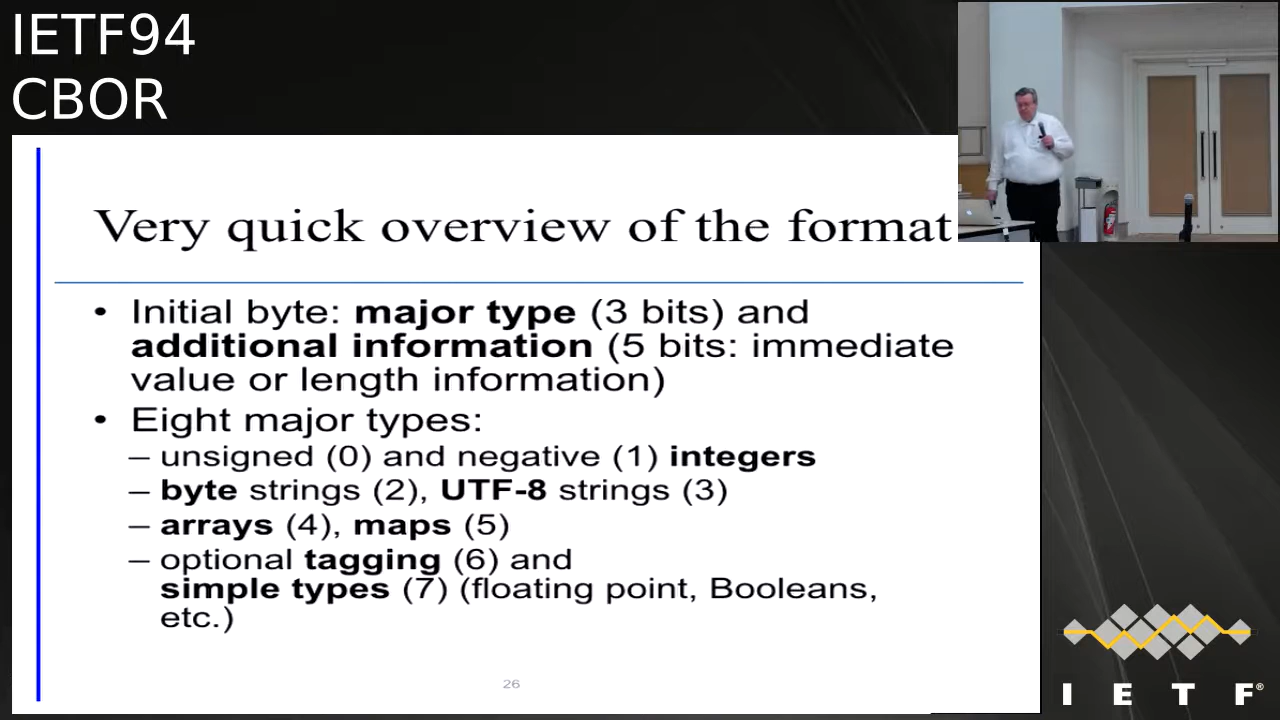 IETF94
CBOR
Very quick overview of the format
• Initial byte: major type (3 bits) and
additional information (5 bits: immediate
value or length information)
• Eight major types:
– unsigned (0) and negative (1) integers
– byte strings (2), UTF-8 strings (3)
– arrays (4), maps (5)
– optional tagging (6) and
simple types (7) (floating point, Booleans,
etc.)
26
I E T F®